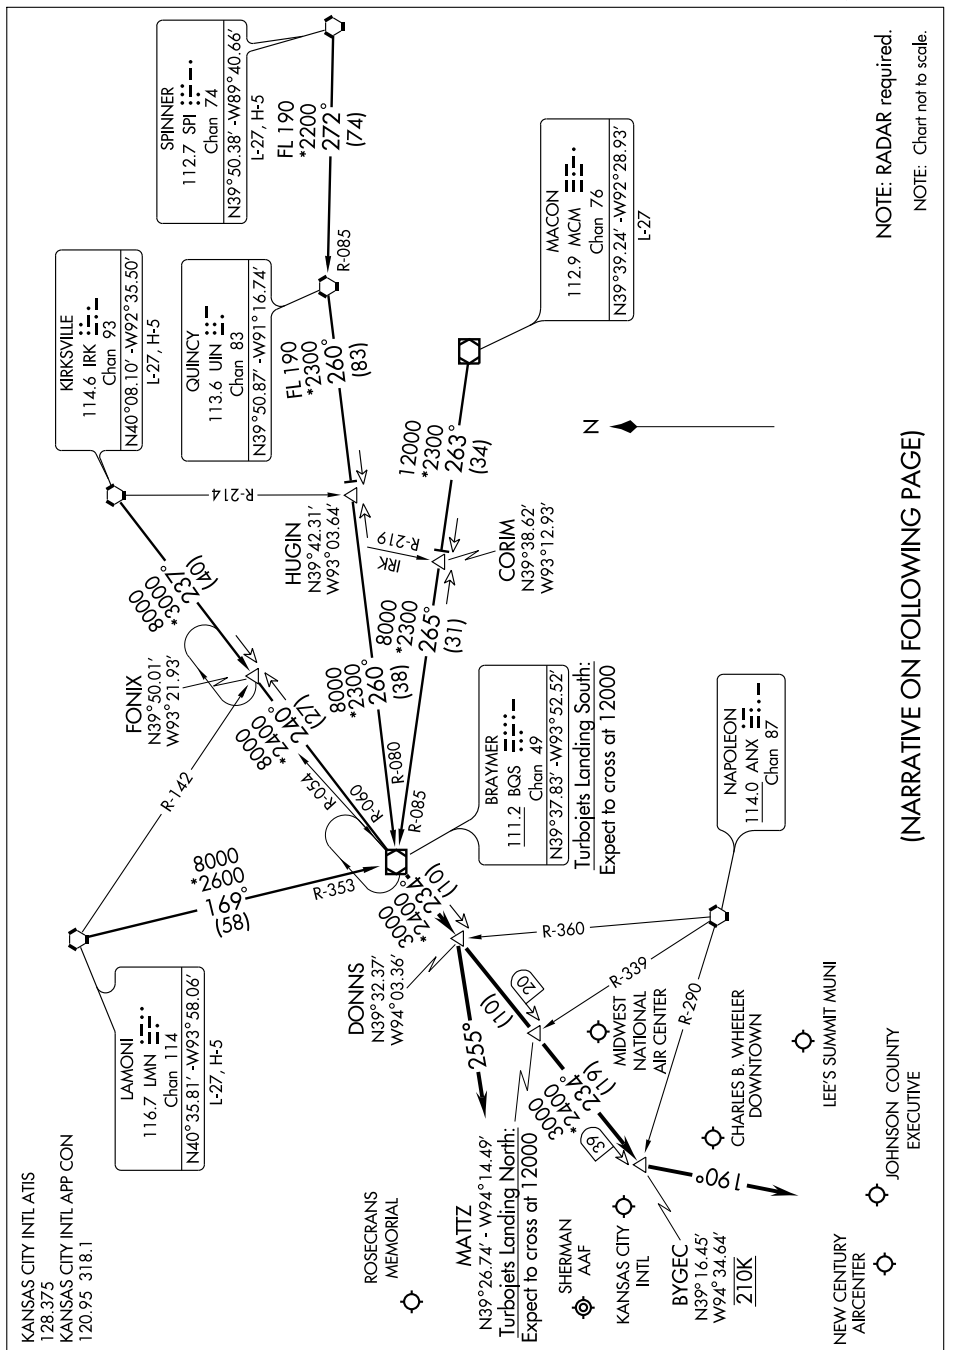 KANSAS CITY INTL ATIS
128.375
KANSAS CITY INTL APP CON
120.95 318.1
LAMONI
116.7 LMN
Chan 114
N40°35.81' -W93°58.06'
L-27, H-5
KIRKSVILLE
114.6 IRK
Chan 93
N40°08.10' -W92°35.50'
L-27, H-5
SPINNER
112.7 SPI
Chan 74
N39°50.38' -W89°40.66'
L-27, H-5
QUINCY
113.6 UIN
Chan 83
N39°50.87' -W91°16.74'
FL 190
*2200
272°
(74)
R-085
FL 190
*2300
260°
(83)
R-214
HUGIN
N39°42.31'
W93°03.64'
8000
*3000
237°
(40)
FONIX
N39°50.01'
W93°21.93'
R-142
8000
*2600
169°
(58)
R-353
8000
*2400
240°
(27)
R-054
R-060
8000
*2300
260°
(38)
R-080
IRK
R-219
8000
*2300
265°
(31)
R-085
12000
*2300
263°
(34)
CORIM
N39°38.62'
W93°12.93'
MACON
112.9 MCM
Chan 76
N39°39.24' -W92°28.93'
L-27
N
BRAYMER
111.2 BQS
Chan 49
N39°37.83' -W93°52.52'
Turbojets Landing South:
Expect to cross at 12000
3000
*2400
234°
(10)
DONNS
N39°32.37'
W94°03.36'
R-360
255°
(10)
20
R-339
NAPOLEON
114.0 ANX
Chan 87
R-290
MATTZ
N39°26.74' - W94°14.49'
Turbojets Landing North:
Expect to cross at 12000
3000
*2400
234°
(19)
39
BYGEC
N39°16.45'
W94°34.64'
210K
190°
ROSECRANS
MEMORIAL
SHERMAN
AAF
KANSAS CITY
INTL
MIDWEST
NATIONAL
AIR CENTER
CHARLES B. WHEELER
DOWNTOWN
LEE'S SUMMIT MUNI
JOHNSON COUNTY
EXECUTIVE
NEW CENTURY
AIRCENTER
NOTE: RADAR required.
NOTE: Chart not to scale.
(NARRATIVE ON FOLLOWING PAGE)